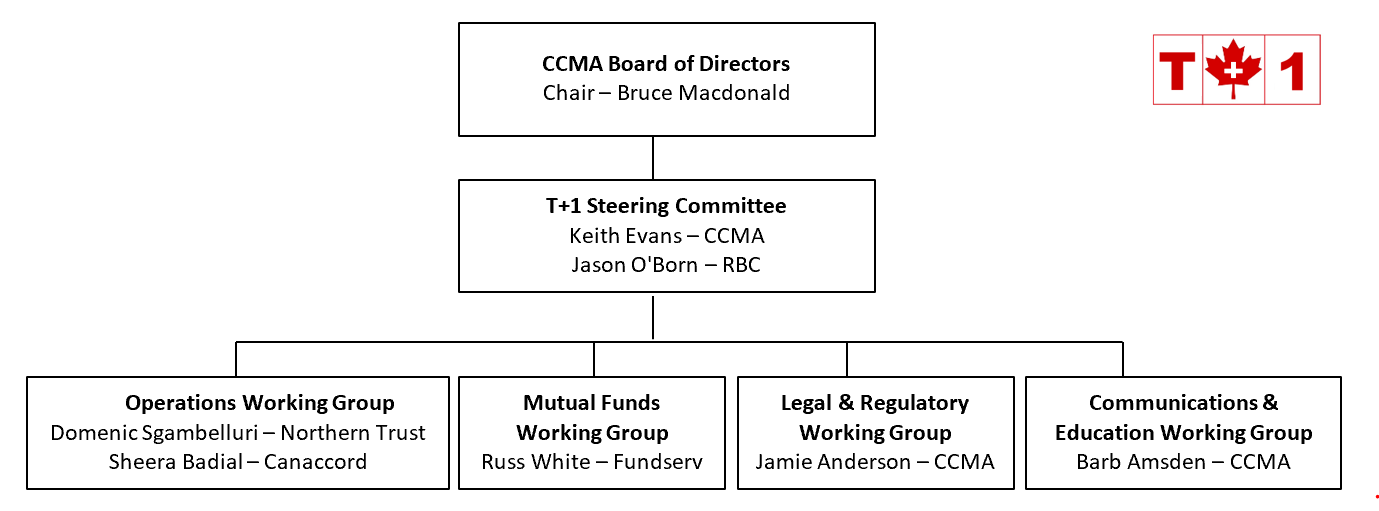 CCMA Board of Directors
Chair – Bruce Macdonald
T+1
T+1 Steering Committee
Keith Evans – CCMA
Jason O'Born – RBC
Operations Working Group
Domenic Sgambelluri – Northern Trust
Sheera Badial – Canaccord
Mutual Funds
Working Group
Russ White – Fundserv
Legal & Regulatory
Working Group
Jamie Anderson – CCMA
Communications &
Education Working Group
Barb Amsden – CCMA